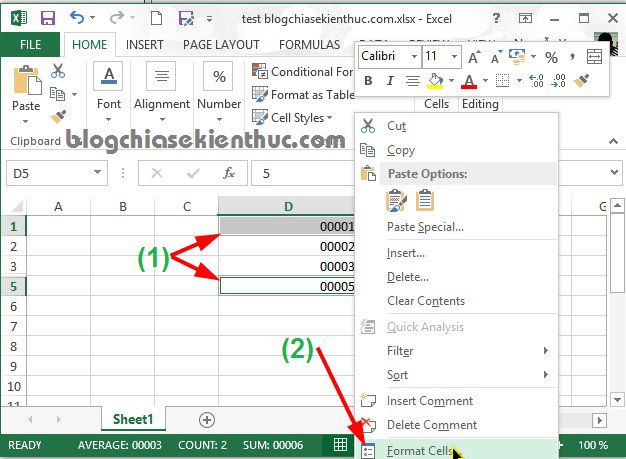 test blogchiasekienthuc.com.xlsx - Excel
FILE HOME INSERT PAGE LAYOUT
Calibri 11 A A % ,
B I A .00
Paste Font Alignment Number
Conditional For
Format as Table
Cell Styles
Cells Editing
Clipboard
blogchiasekienthuc.com
D5 fx 5
A B C D G
1 00001
2 00002
3 00003
5 00005
6
7
8
9
10
11
(1)
(2)
Cut
Copy
Paste Options:
Paste Special...
Insert...
Delete...
Clear Contents
Quick Analysis
Filter
Sort
Insert Comment
Delete Comment
Format Cells
Sheet1
READY AVERAGE: 00003 COUNT: 2 SUM: 00006 100 %